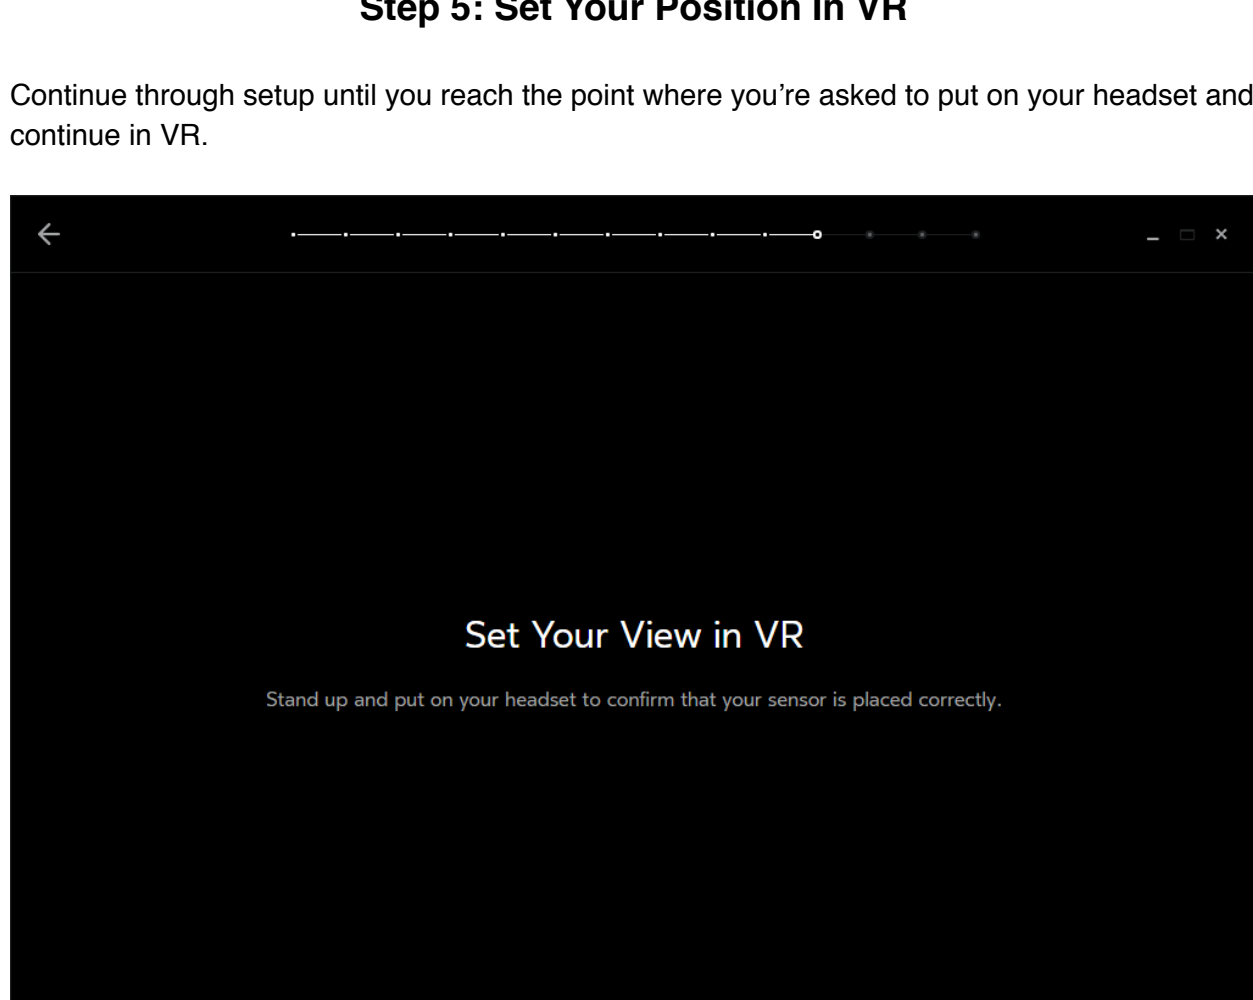 Step 5: Set Your Position In VR
Continue through setup until you reach the point where you’re asked to put on your headset and
continue in VR.
Set Your View in VR
Stand up and put on your headset to confirm that your sensor is placed correctly.